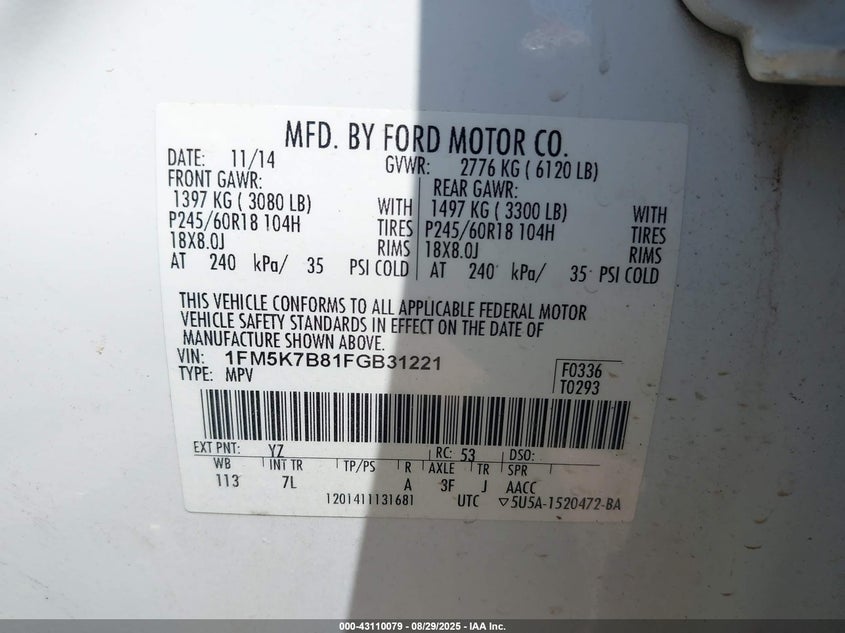 MFD. BY FORD MOTOR CO.
DATE: 11/14 GVWR: 2776 KG ( 6120 LB)
FRONT GAWR: REAR GAWR:
1397 KG ( 3080 LB) WITH 1497 KG ( 3300 LB) WITH
P245/60R18 104H TIRES P245/60R18 104H TIRES
18X8.0J RIMS 18X8.0J RIMS
AT 240 kPa/ 35 PSI COLD AT 240 kPa/ 35 PSI COLD
THIS VEHICLE CONFORMS TO ALL APPLICABLE FEDERAL MOTOR
VEHICLE SAFETY STANDARDS IN EFFECT ON THE DATE OF
MANUFACTURE SHOWN ABOVE.
VIN: 1FM5K7B81FGB31221 F0336
TYPE: MPV T0293
EXT PNT: YZ RC: 53 DSO:
WB INT TR TP/PS R AXLE TR SPR
113 7L A 3F J AACC
1201411131681 UTC ▽5U5A-1520472-BA
000-43110079 - 08/29/2025 - IAA Inc.